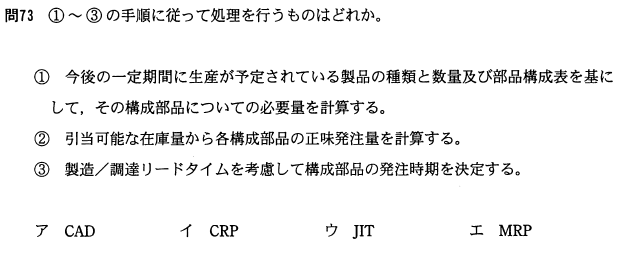 問73 ①~③の手順に従って処理を行うものはどれか。
① 今後の一定期間に生産が予定されている製品の種類と数量及び部品構成表を基に
して，その構成部品についての必要量を計算する。
② 引当可能な在庫量から各構成部品の正味発注量を計算する。
③ 製造／調達リードタイムを考慮して構成部品の発注時期を決定する。
ア CAD イ CRP ウ JIT エ MRP